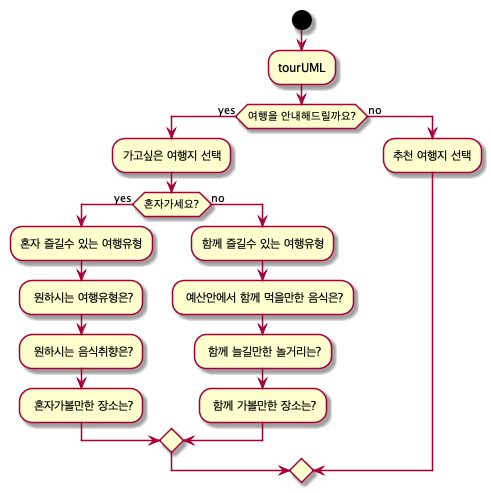 tourUML
yes
여행을 안내해드릴까요?
no
가고싶은 여행지 선택
추천 여행지 선택
yes
혼자가세요?
no
혼자 즐길수 있는 여행유형
함께 즐길수 있는 여행유형
원하시는 여행유형은?
예산안에서 함께 먹을만한 음식은?
원하시는 음식취향은?
함께 늘길만한 놀거리는?
혼자가볼만한 장소는?
함께 가볼만한 장소는?